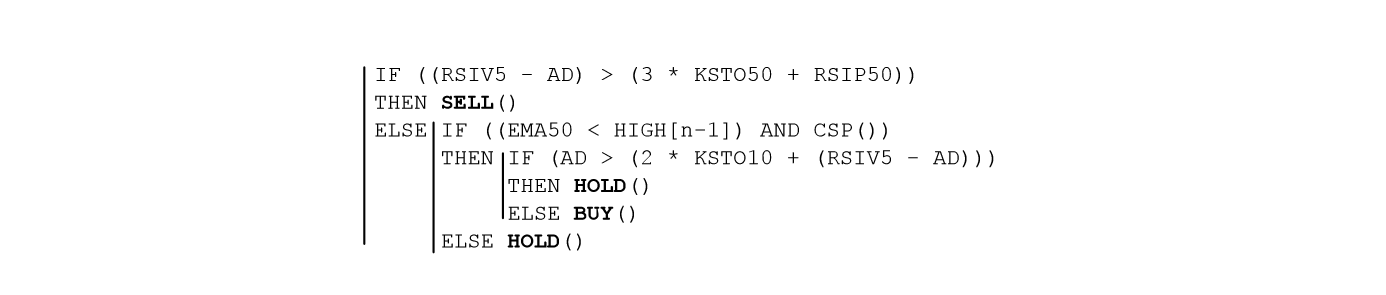 IF ((RSIV5 - AD) > (3 * KSTO50 + RSIP50))
THEN SELL()
ELSE IF ((EMA50 < HIGH[n-1]) AND CSP())
THEN IF (AD > (2 * KSTO10 + (RSIV5 - AD)))
THEN HOLD()
ELSE BUY()
ELSE HOLD()